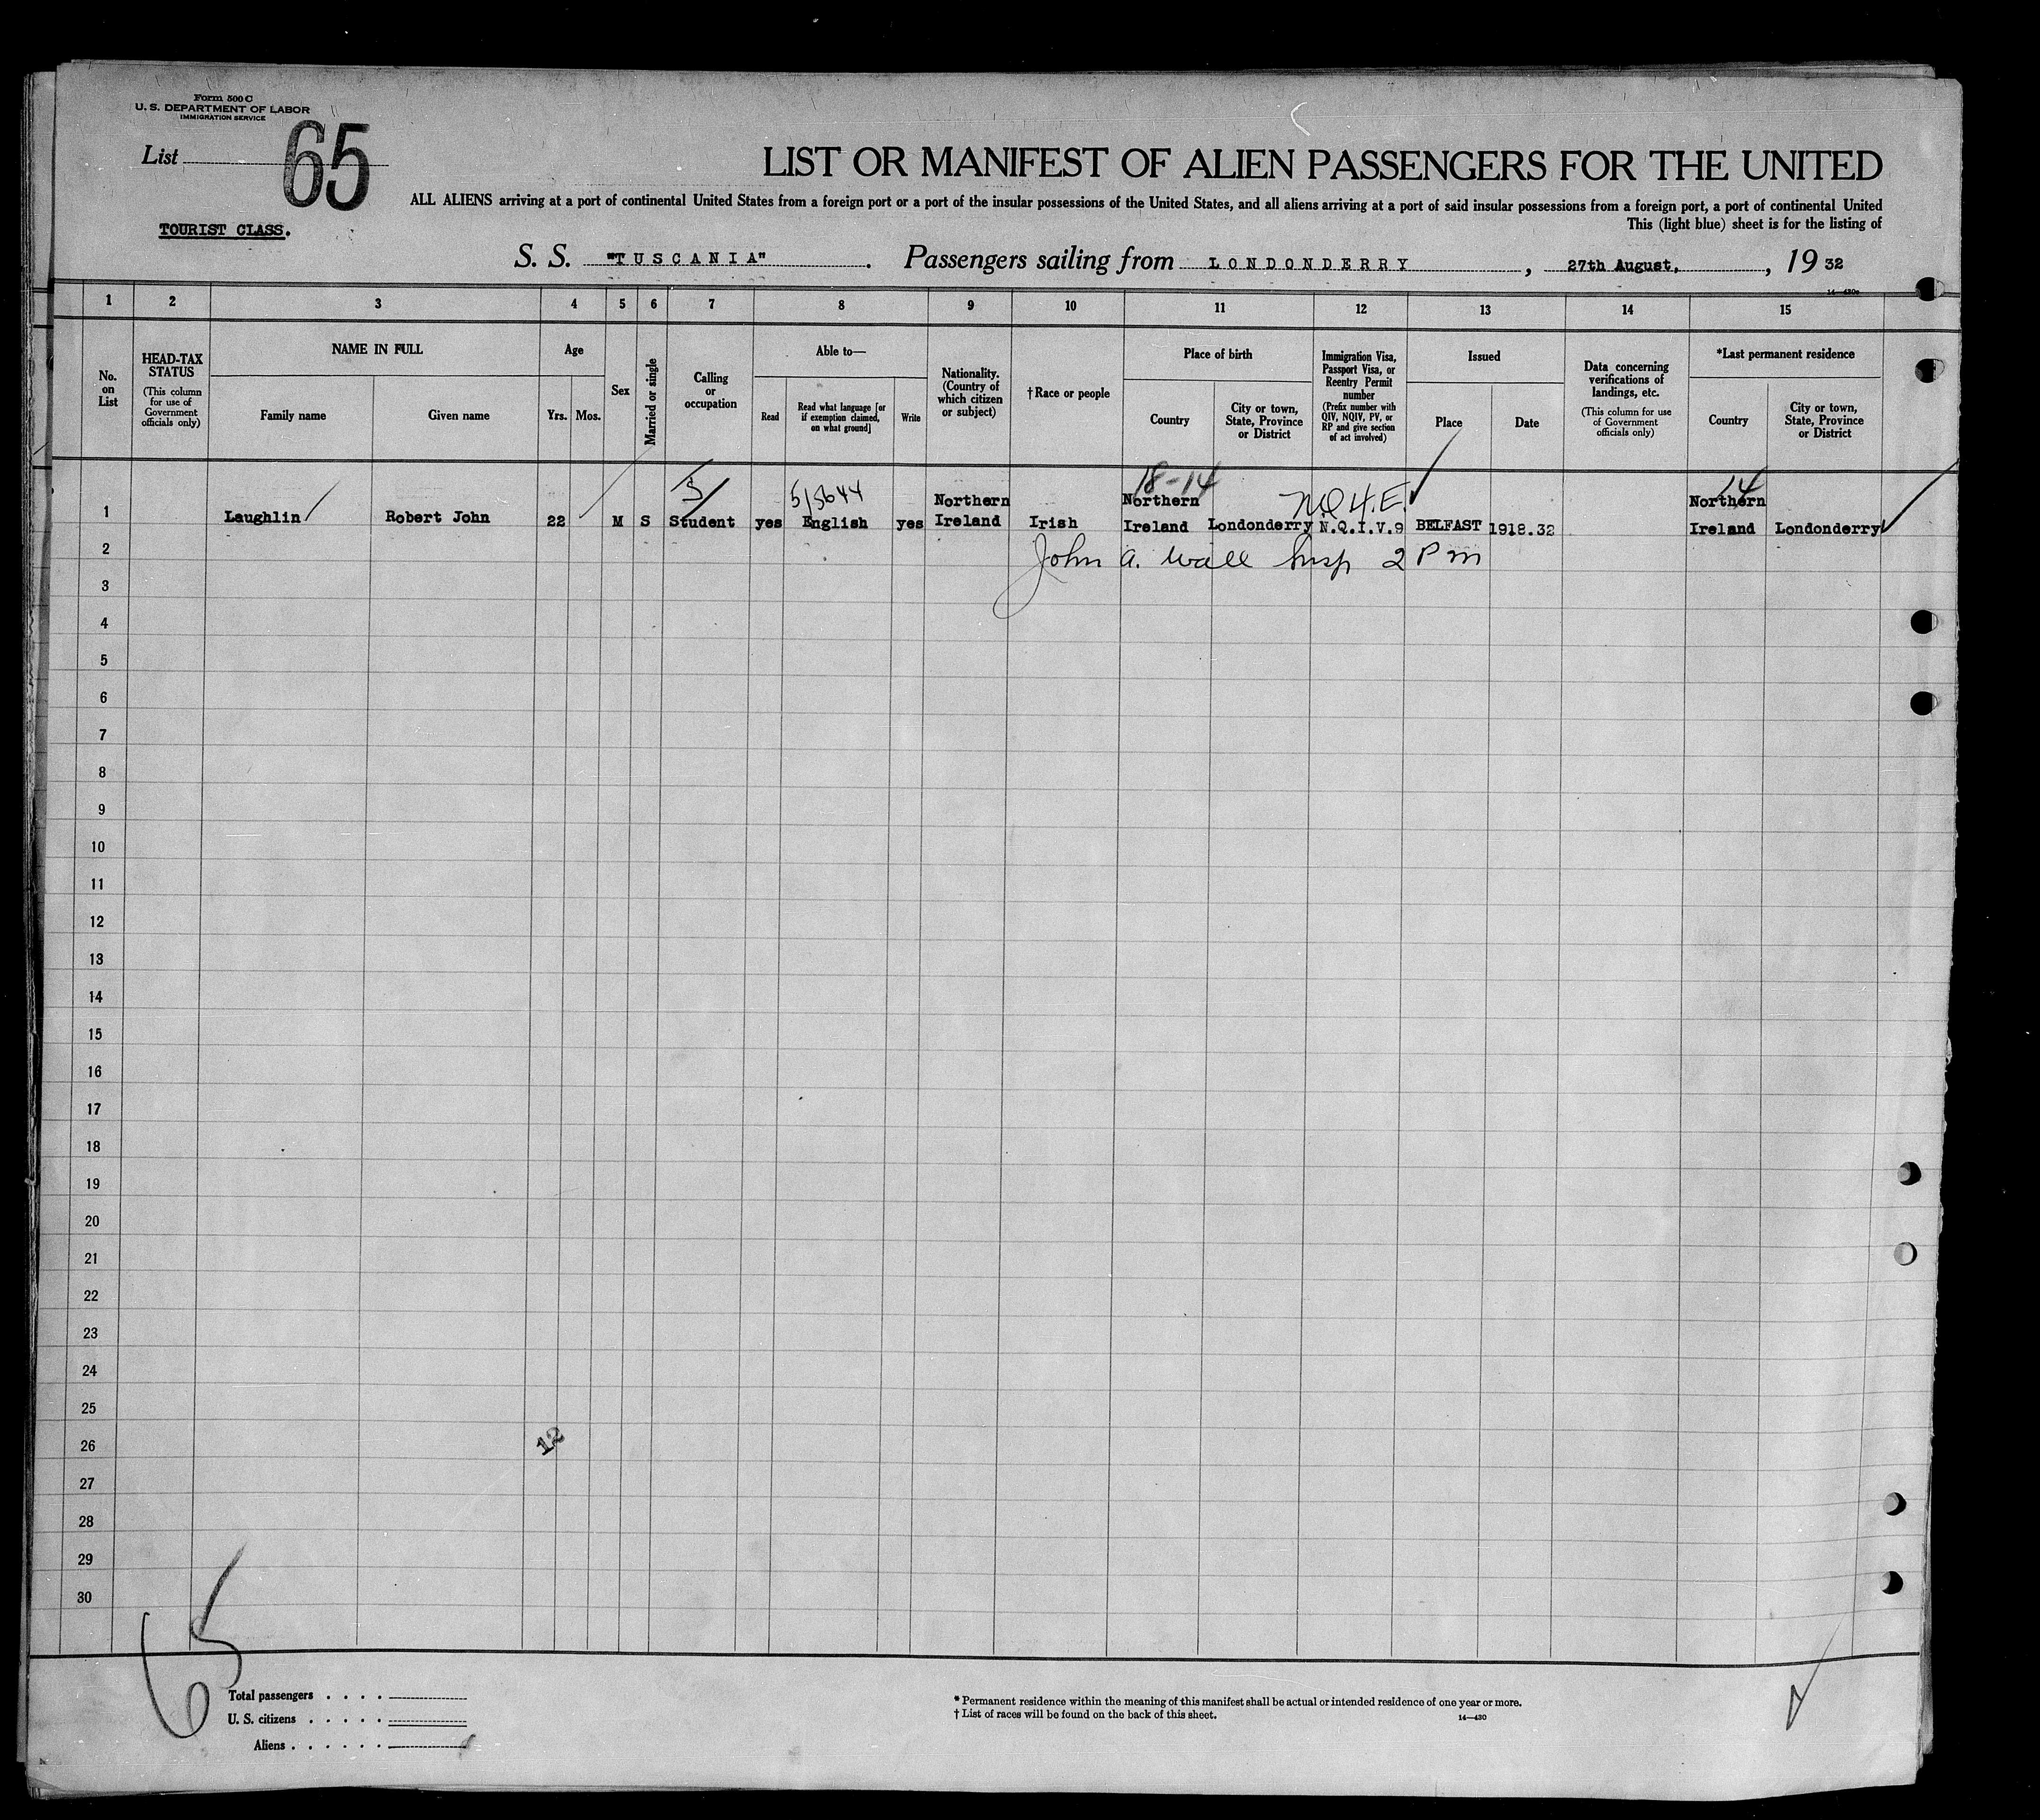 Form 500 C
U. S. DEPARTMENT OF LABOR
IMMIGRATION SERVICE
List 65
LIST OR MANIFEST OF ALIEN PASSENGERS FOR THE UNITED
ALL ALIENS arriving at a port of continental United States from a foreign port or a port of the insular possessions of the United States, and all aliens arriving at a port of said insular possessions from a foreign port, a port of continental United
This (light blue) sheet is for the listing of
TOURIST CLASS.
S. S. "TUSCANIA". Passengers sailing from LONDONDERRY, 27th August, , 19 32
14—430a
1 2 3 4 5 6 7 8 9 10 11 12 13 14 15
No. on List
HEAD-TAX STATUS
(This column for use of Government officials only)
NAME IN FULL
Family name
Given name
Age
Yrs. Mos.
Sex
Married or single
Calling or occupation
Able to—
Read
Read what language [or if exemption claimed, on what ground]
Write
Nationality. (Country of which citizen or subject)
†Race or people
Place of birth
Country
City or town, State, Province or District
Immigration Visa, Passport Visa, or Reentry Permit number
(Prefix number with QIV, NQIV, PV, or RP and give section of act involved)
Issued
Place
Date
Data concerning verifications of landings, etc.
(This column for use of Government officials only)
*Last permanent residence
Country
City or town, State, Province or District
18-14
14
5/5644
1 Laughlin Robert John 22 M S Student yes English yes Northern Ireland Irish Northern Ireland Londonderry N.Q.I.V.9 BELFAST 1918.32 Northern Ireland Londonderry
2 John A. Wall Insp 2 Pm
3
4
5
6
7
8
9
10
11
12
13
14
15
16
17
18
19
20
21
22
23
24
25
26 12
27
28
29
30
65
Total passengers . . . .
U. S. citizens . . . . .
Aliens . . . . . .
* Permanent residence within the meaning of this manifest shall be actual or intended residence of one year or more.
† List of races will be found on the back of this sheet.
14—430